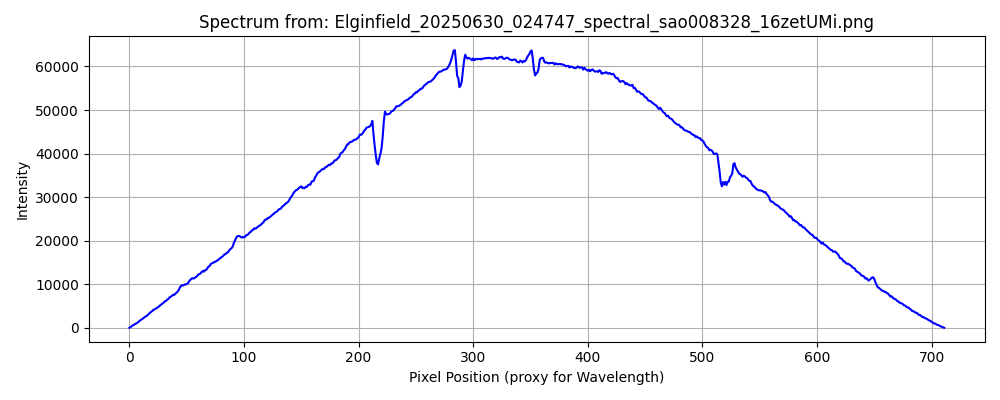 Spectrum from: Elginfield_20250630_024747_spectral_sao008328_16zetUMi.png
Intensity
60000
50000
40000
30000
20000
10000
0
0 100 200 300 400 500 600 700
Pixel Position (proxy for Wavelength)